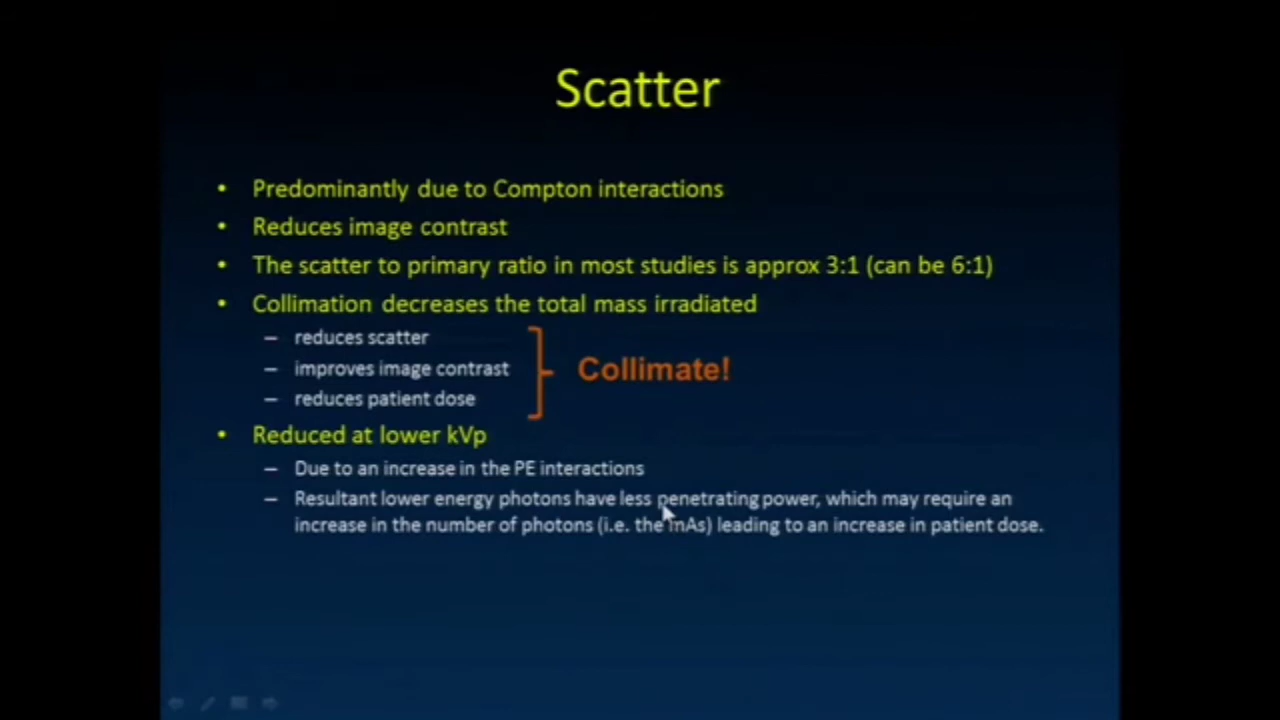 Scatter
• Predominantly due to Compton interactions
• Reduces image contrast
• The scatter to primary ratio in most studies is approx 3:1 (can be 6:1)
• Collimation decreases the total mass irradiated
– reduces scatter
– improves image contrast
– reduces patient dose
Collimate!
• Reduced at lower kVp
– Due to an increase in the PE interactions
– Resultant lower energy photons have less penetrating power, which may require an
increase in the number of photons (i.e. the mAs) leading to an increase in patient dose.